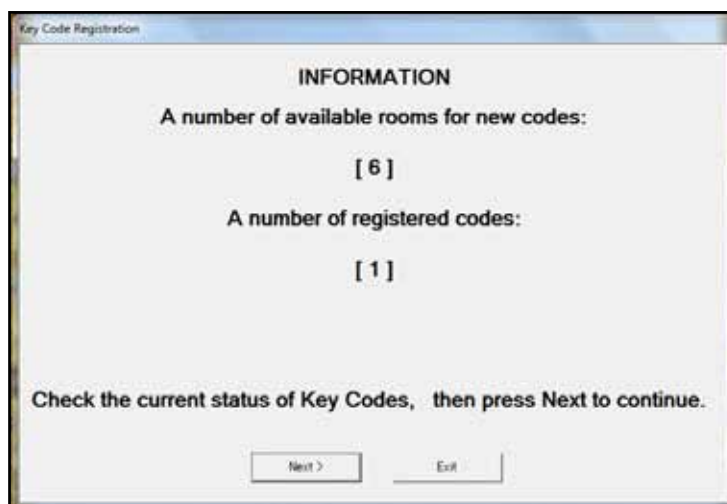 Key Code Registration
INFORMATION
A number of available rooms for new codes:
[ 6 ]
A number of registered codes:
[ 1 ]
Check the current status of Key Codes, then press Next to continue.
Next >
Exit